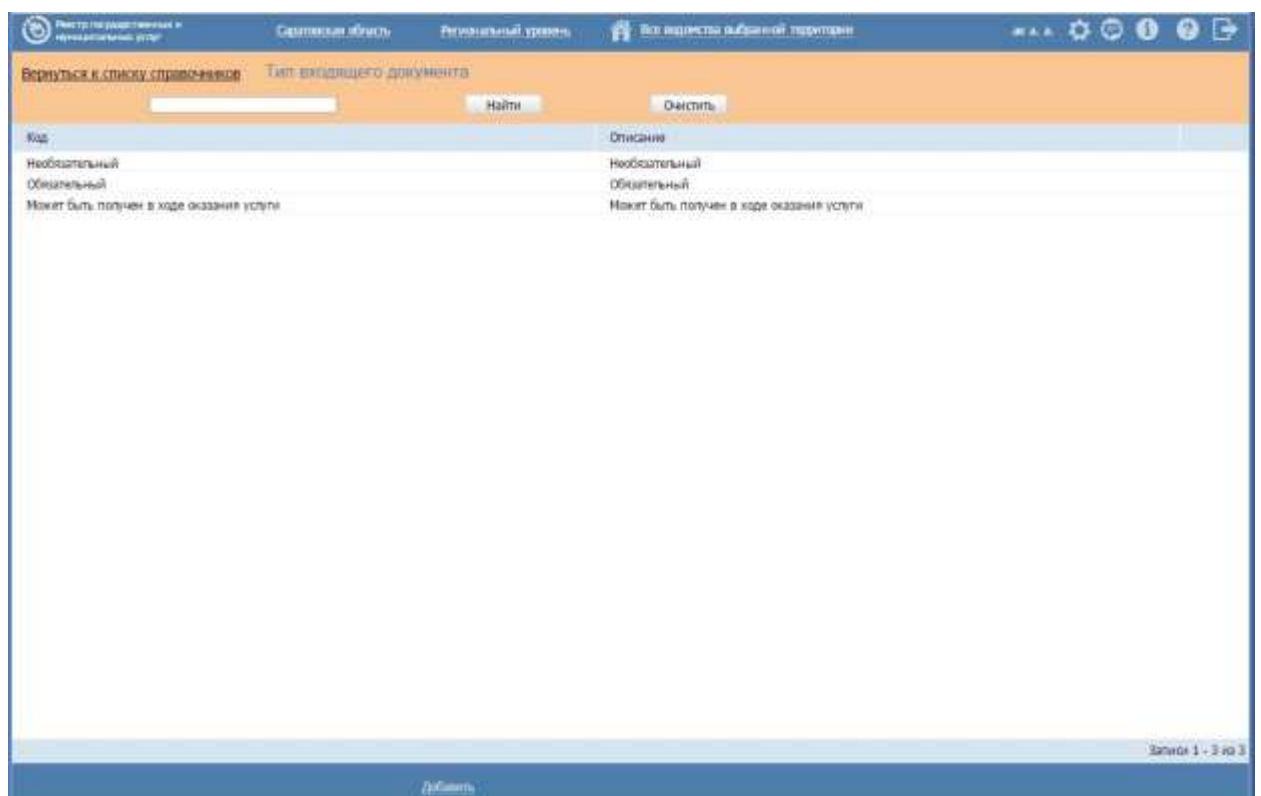 Реестр государственных и
муниципальных услуг
Саратовская область
Региональный уровень
Все ведомства выбранной территории
Вернуться к списку справочников
Тип входящего документа
Найти
Очистить
Код
Описание
Необязательный
Необязательный
Обязательный
Обязательный
Может быть получен в ходе оказания услуги
Может быть получен в ходе оказания услуги
Записи 1 - 3 из 3
Добавить